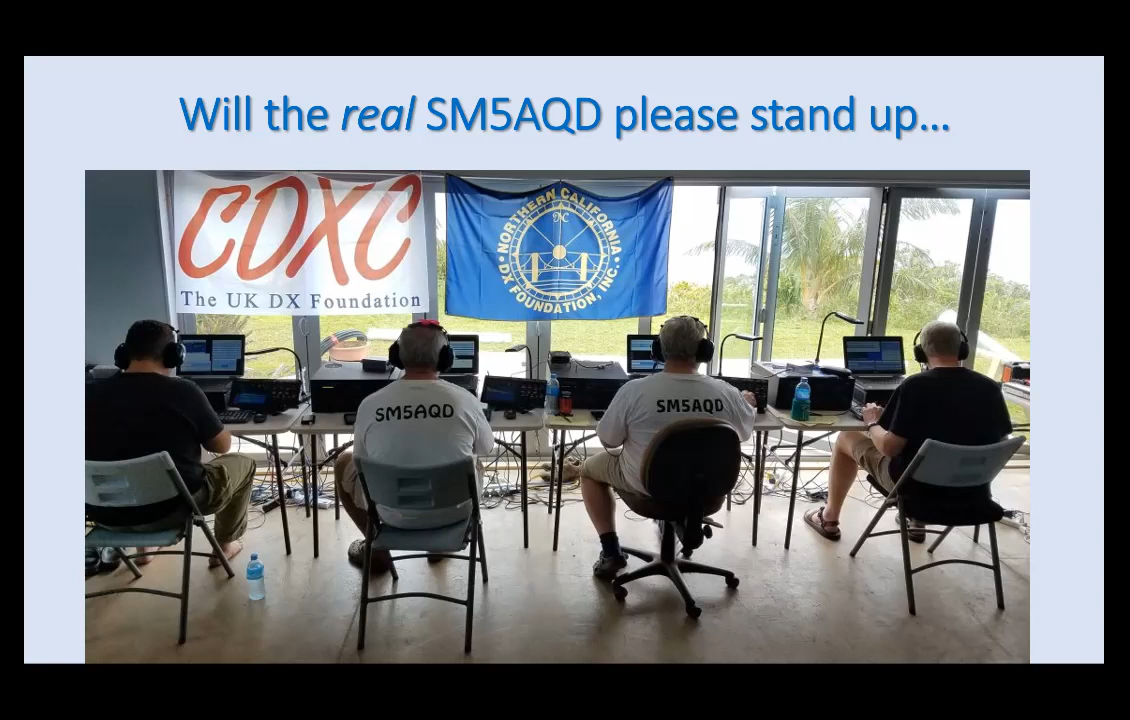 Will the real SM5AQD please stand up...
CDXC
The UK DX Foundation
NORTHERN CALIFORNIA
NC
DX FOUNDATION, INC.
SM5AQD
SM5AQD